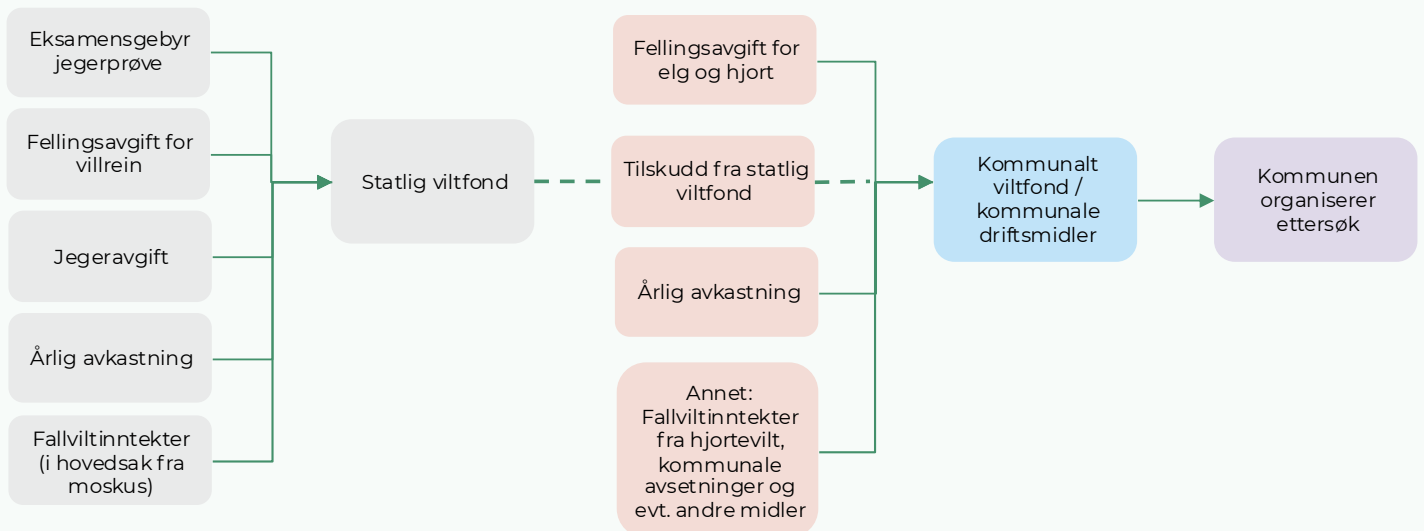 Eksamensgebyr
jegerprøve
Fellingsavgift for
villrein
Jegeravgift
Årlig avkastning
Fallviltinntekter
(i hovedsak fra
moskus)
Statlig viltfond
Fellingsavgift for
elg og hjort
Tilskudd fra statlig
viltfond
Årlig avkastning
Annet:
Fallviltinntekter
fra hjortevilt,
kommunale
avsetninger og
evt. andre midler
Kommunalt
viltfond /
kommunale
driftsmidler
Kommunen
organiserer
ettersøk